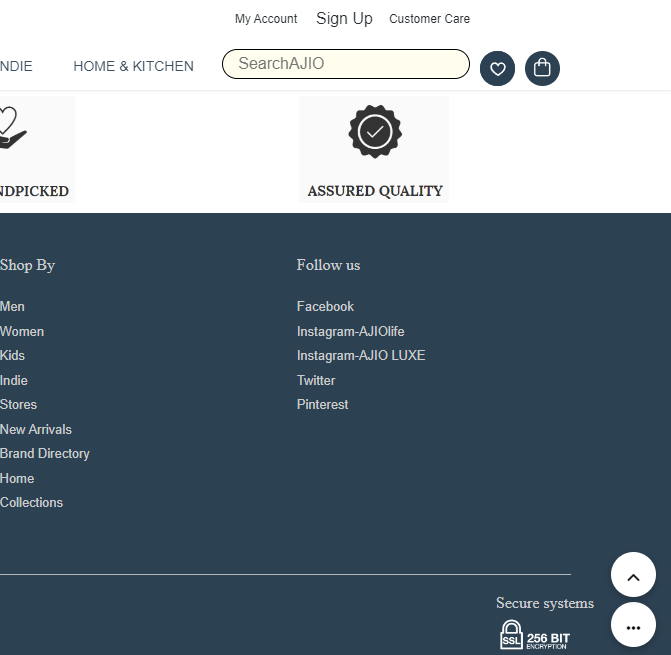 My Account Sign Up Customer Care
NDIE HOME & KITCHEN SearchAJIO
NDPICKED ASSURED QUALITY
Shop By
Men
Women
Kids
Indie
Stores
New Arrivals
Brand Directory
Home
Collections
Follow us
Facebook
Instagram-AJIOlife
Instagram-AJIO LUXE
Twitter
Pinterest
Secure systems
SSL 256 BIT
ENCRYPTION